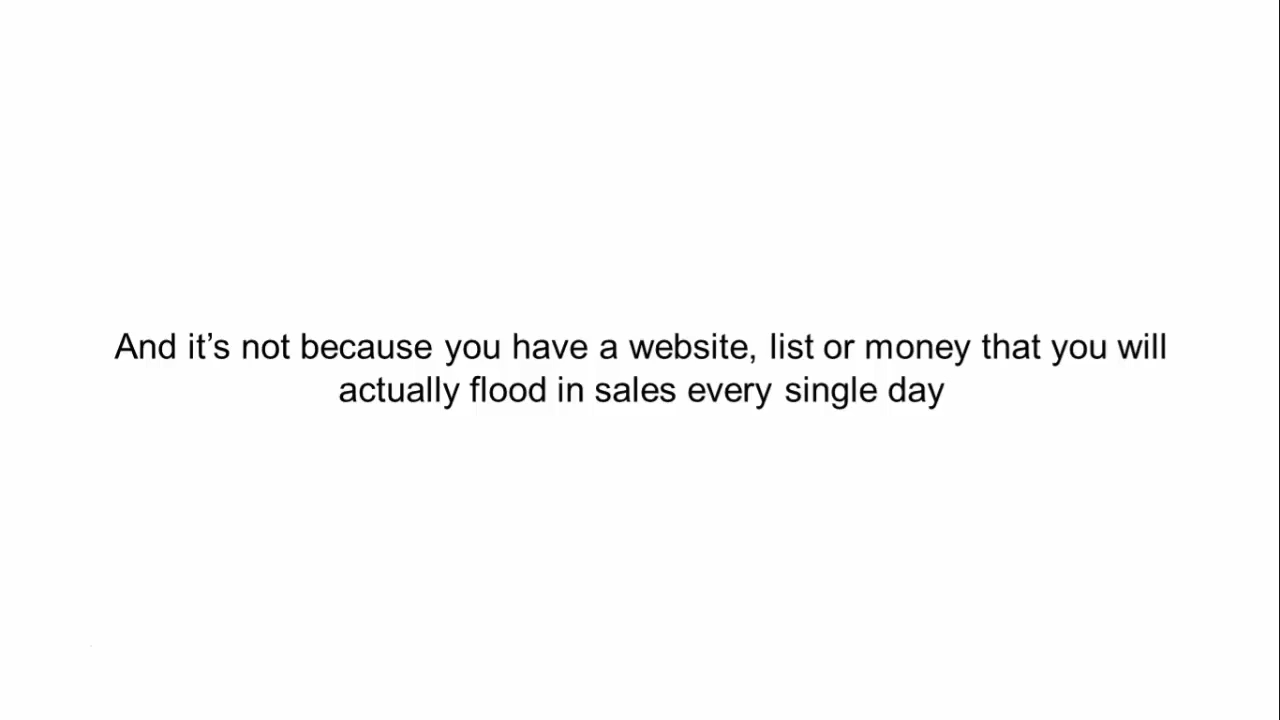 And it’s not because you have a website, list or money that you will
actually flood in sales every single day